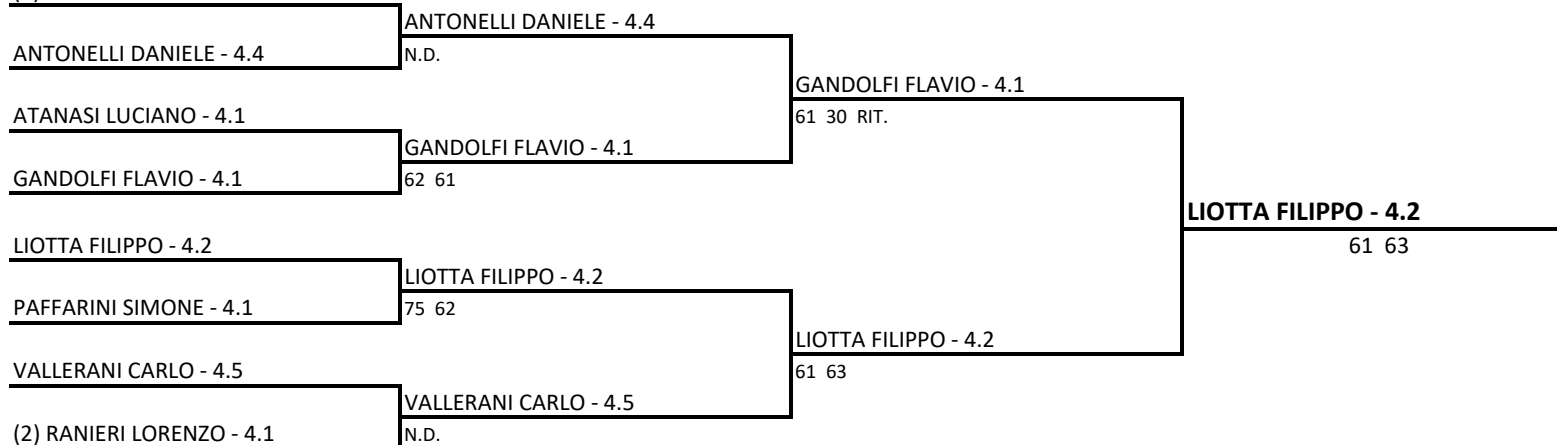 ANTONELLI DANIELE - 4.4
ANTONELLI DANIELE - 4.4
N.D.
GANDOLFI FLAVIO - 4.1
ATANASI LUCIANO - 4.1
61 30 RIT.
GANDOLFI FLAVIO - 4.1
GANDOLFI FLAVIO - 4.1
62 61
LIOTTA FILIPPO - 4.2
LIOTTA FILIPPO - 4.2
61 63
LIOTTA FILIPPO - 4.2
PAFFARINI SIMONE - 4.1
75 62
LIOTTA FILIPPO - 4.2
VALLERANI CARLO - 4.5
61 63
VALLERANI CARLO - 4.5
(2) RANIERI LORENZO - 4.1
N.D.